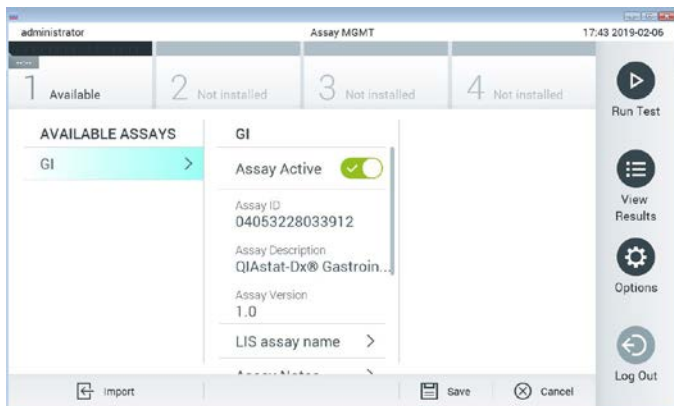 administrator Assay MGMT 17:43 2019-02-06
1 Available 2 Not installed 3 Not installed 4 Not installed
Run Test
AVAILABLE ASSAYS
GI
GI
Assay Active
Assay ID
04053228033912
Assay Description
QIAstat-Dx® Gastroin...
Assay Version
1.0
LIS assay name
View
Results
Options
Log Out
Import
Save
Cancel